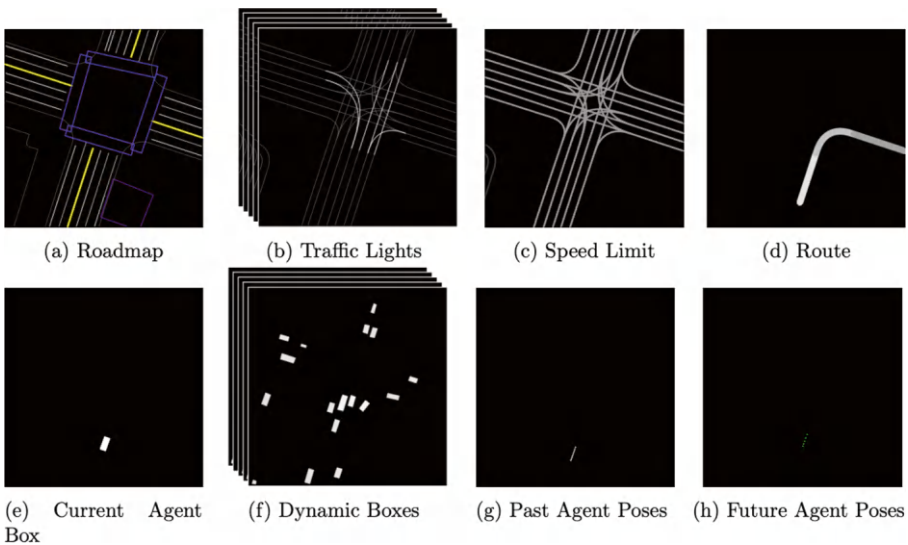 (a) Roadmap
(b) Traffic Lights
(c) Speed Limit
(d) Route
(e) Current Agent
Box
(f) Dynamic Boxes
(g) Past Agent Poses
(h) Future Agent Poses